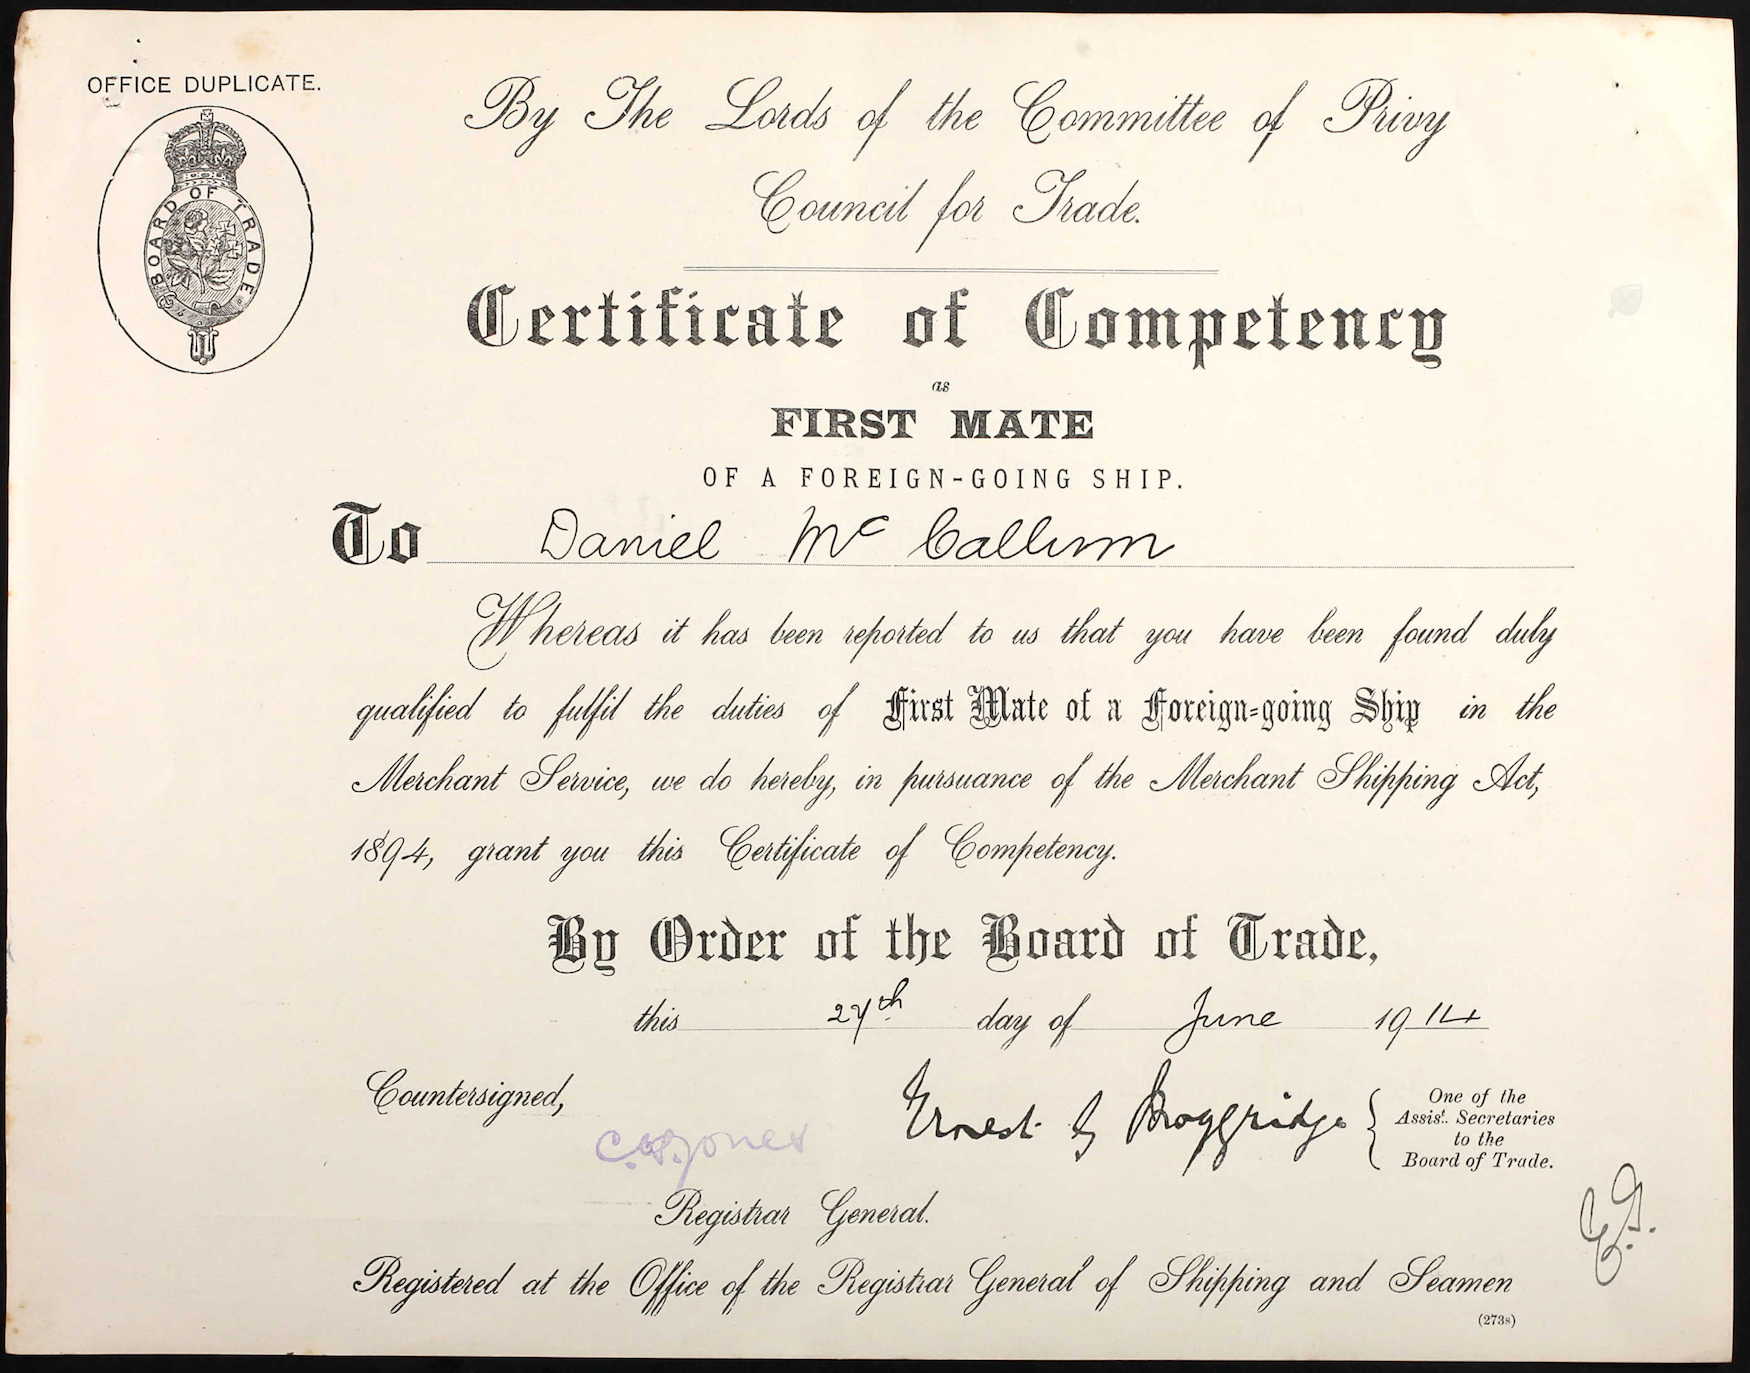 OFFICE DUPLICATE.
BOARD OF TRADE
By The Lords of the Committee of Privy
Council for Trade.
Certificate of Competency
as
FIRST MATE
OF A FOREIGN-GOING SHIP.
To Daniel Mc Callum
Whereas it has been reported to us that you have been found duly
qualified to fulfil the duties of First Mate of a Foreign-going Ship in the
Merchant Service, we do hereby, in pursuance of the Merchant Shipping Act,
1894, grant you this Certificate of Competency.
By Order of the Board of Trade,
this 27th day of June 1914
Countersigned,
Ernest G Moggridge { One of the
Assist. Secretaries
to the
Board of Trade.
Jones
Registrar General.
Registered at the Office of the Registrar General of Shipping and Seamen